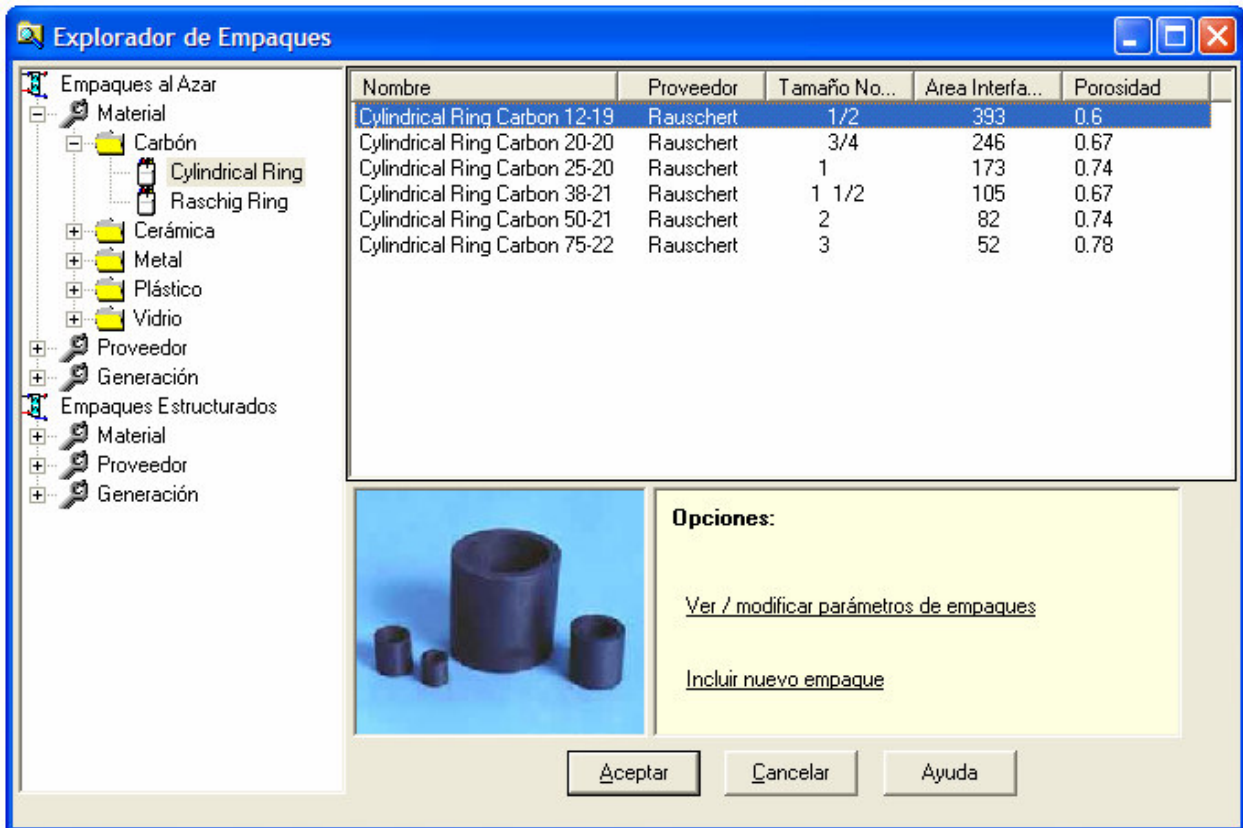 Explorador de Empaques
Empaques al Azar
Material
Carbón
Cylindrical Ring
Raschig Ring
Cerámica
Metal
Plástico
Vidrio
Proveedor
Generación
Empaques Estructurados
Material
Proveedor
Generación
Nombre Proveedor Tamaño No... Area Interfa... Porosidad
Cylindrical Ring Carbon 12-19 Rauschert 1/2 393 0.6
Cylindrical Ring Carbon 20-20 Rauschert 3/4 246 0.67
Cylindrical Ring Carbon 25-20 Rauschert 1 173 0.74
Cylindrical Ring Carbon 38-21 Rauschert 1 1/2 105 0.67
Cylindrical Ring Carbon 50-21 Rauschert 2 82 0.74
Cylindrical Ring Carbon 75-22 Rauschert 3 52 0.78
Opciones:
Ver / modificar parámetros de empaques
Incluir nuevo empaque
Aceptar Cancelar Ayuda